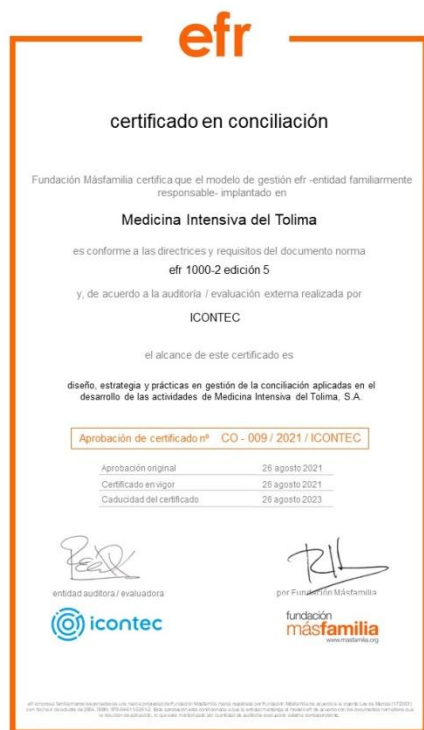 efr
certificado en conciliación
Fundación Másfamilia certifica que el modelo de gestión efr -entidad familiarmente
responsable- implantado en
Medicina Intensiva del Tolima
es conforme a las directrices y requisitos del documento norma
efr 1000-2 edición 5
y, de acuerdo a la auditoría / evaluación externa realizada por
ICONTEC
el alcance de este certificado es
diseño, estrategia y prácticas en gestión de la conciliación aplicadas en el
desarrollo de las actividades de Medicina Intensiva del Tolima, S.A.
Aprobación de certificado nº CO - 009 / 2021 / ICONTEC
Aprobación original 26 agosto 2021
Certificado en vigor 26 agosto 2021
Caducidad del certificado 26 agosto 2023
entidad auditora / evaluadora
por Fundación Másfamilia
icontec
fundación
másfamilia
www.masfamilia.org